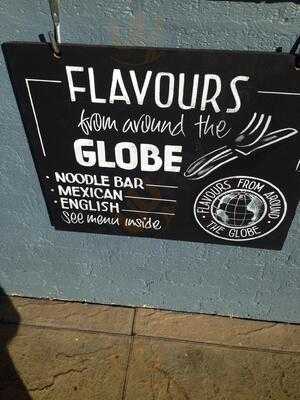 FLAVOURS
from around the
GLOBE
· NOODLE BAR
· MEXICAN
· ENGLISH
See menu inside
· FLAVOURS FROM AROUND ·
THE GLOBE